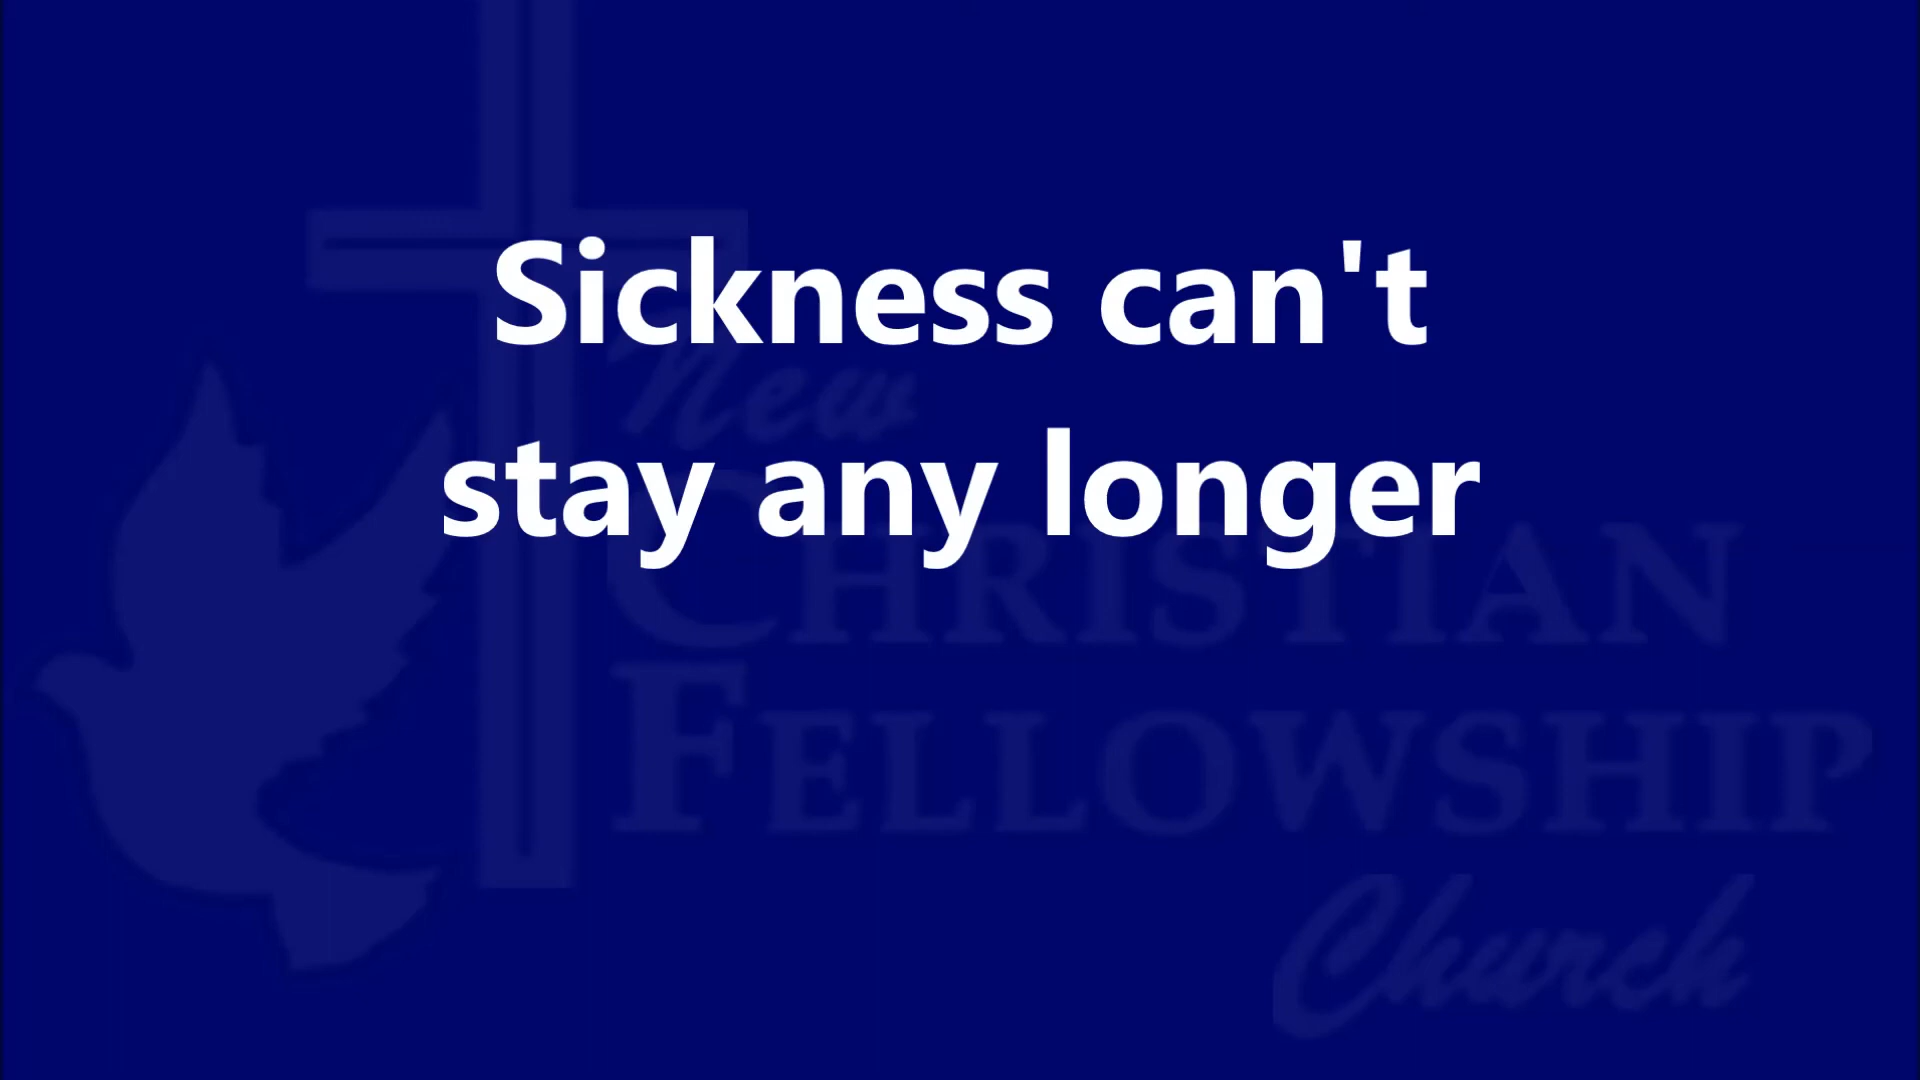 Sickness can't
stay any longer
New
CHRISTIAN
FELLOWSHIP
Church